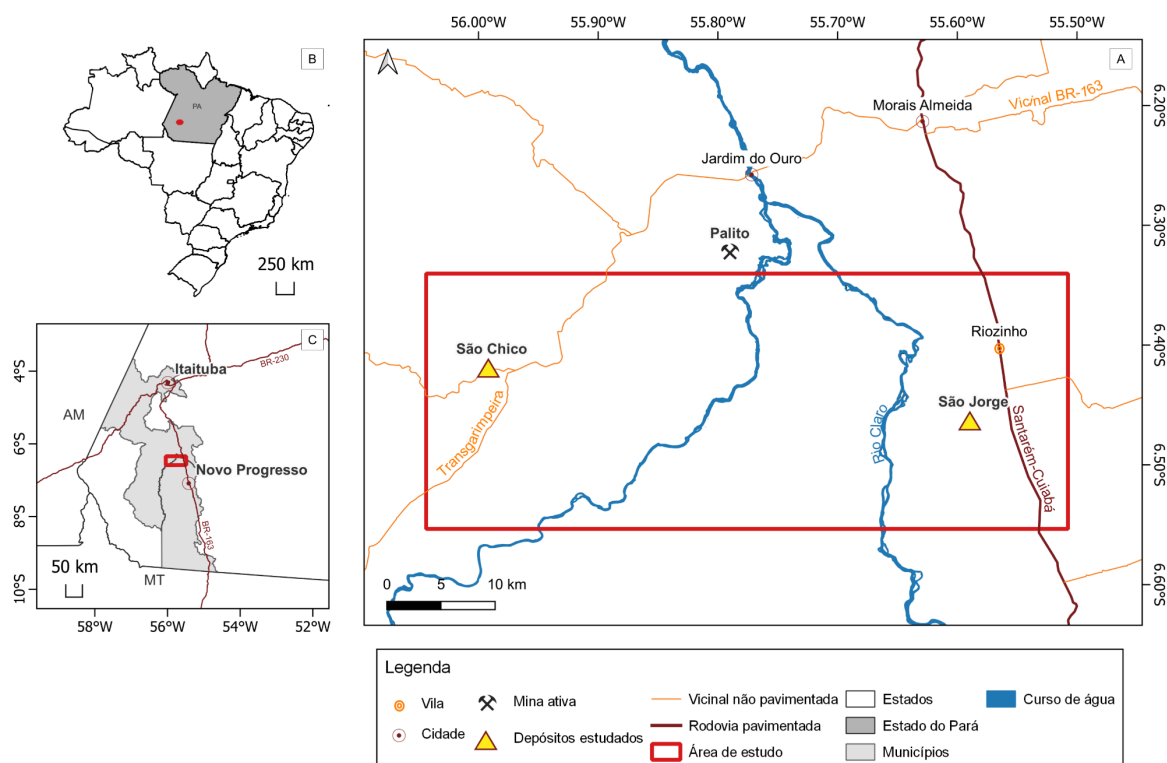 B
PA
250 km
C
Itaituba
BR-230
AM
Novo Progresso
BR-163
MT
50 km
4°S
6°S
8°S
10°S
58°W
56°W
54°W
52°W
56.00°W
55.90°W
55.80°W
55.70°W
55.60°W
55.50°W
A
Morais Almeida
Vicinal BR-163
Jardim do Ouro
Palito
Riozinho
São Chico
São Jorge
Transgarimpeira
Rio Claro
Santarém-Cuiabá
0 5 10 km
6.20°S
6.30°S
6.40°S
6.50°S
6.60°S
Legenda
Vila
Cidade
Mina ativa
Depósitos estudados
Vicinal não pavimentada
Rodovia pavimentada
Área de estudo
Estados
Estado do Pará
Municípios
Curso de água